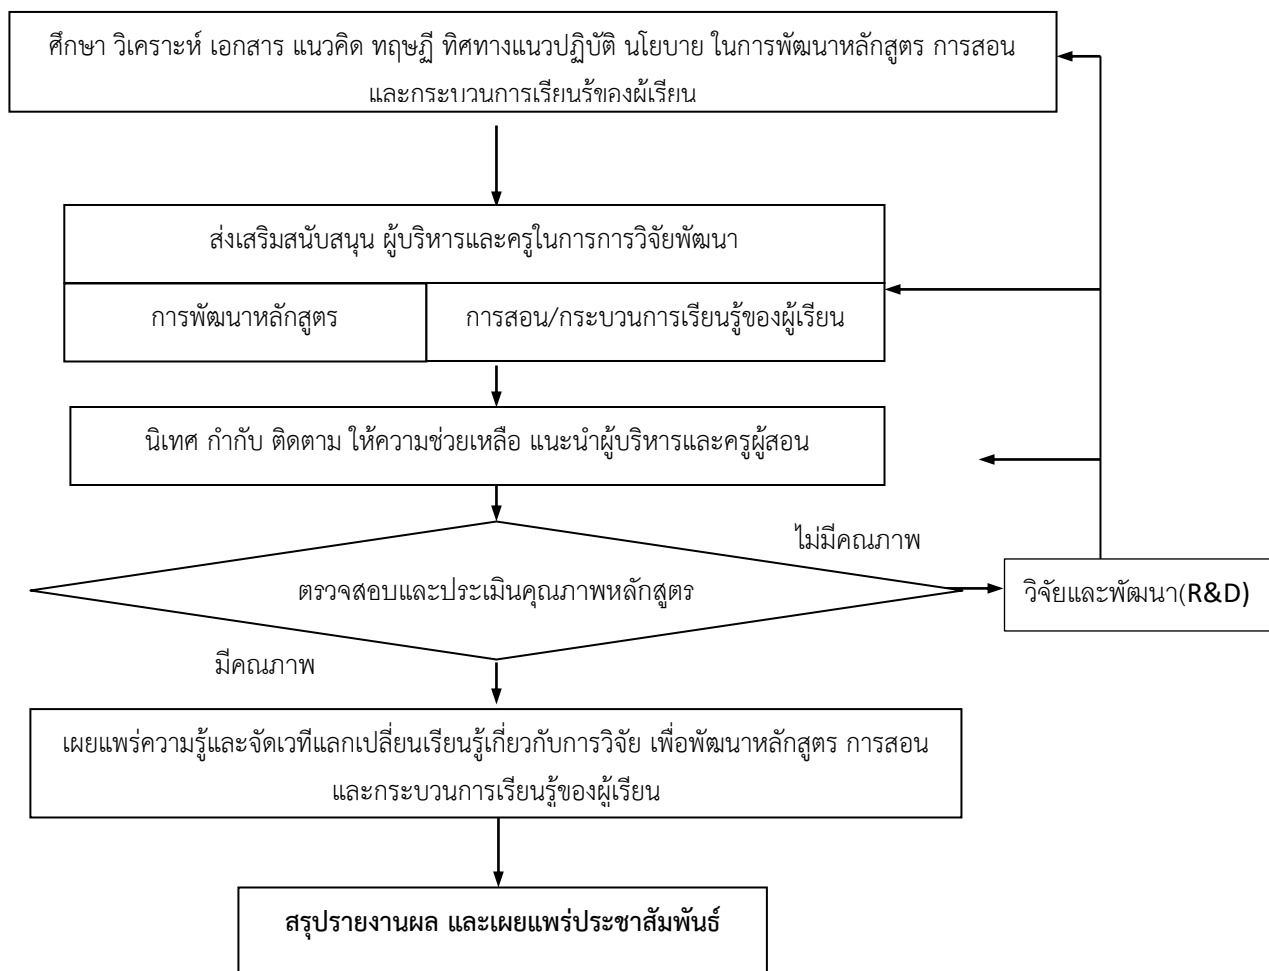 ศึกษา วิเคราะห์ เอกสาร แนวคิด ทฤษฏี ทิศทางแนวปฏิบัติ นโยบาย ในการพัฒนาหลักสูตร การสอน
และกระบวนการเรียนรู้ของผู้เรียน
ส่งเสริมสนับสนุน ผู้บริหารและครูในการการวิจัยพัฒนา
การพัฒนาหลักสูตร
การสอน/กระบวนการเรียนรู้ของผู้เรียน
นิเทศ กำกับ ติดตาม ให้ความช่วยเหลือ แนะนำผู้บริหารและครูผู้สอน
ไม่มีคุณภาพ
ตรวจสอบและประเมินคุณภาพหลักสูตร
วิจัยและพัฒนา(R&D)
มีคุณภาพ
เผยแพร่ความรู้และจัดเวทีแลกเปลี่ยนเรียนรู้เกี่ยวกับการวิจัย เพื่อพัฒนาหลักสูตร การสอน
และกระบวนการเรียนรู้ของผู้เรียน
สรุปรายงานผล และเผยแพร่ประชาสัมพันธ์